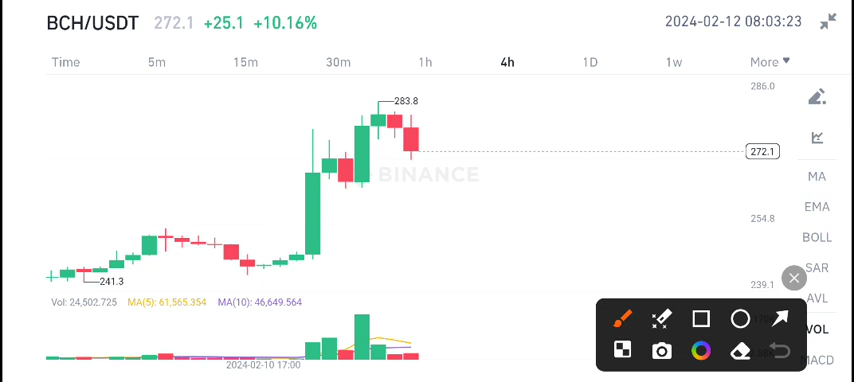 BCH/USDT 272.1 +25.1 +10.16% 2024-02-12 08:03:23
Time 5m 15m 30m 1h 4h 1D 1w More
286.0
283.8
272.1
BINANCE
MA
EMA
254.8
BOLL
SAR
241.3
239.1
AVL
Vol: 24,502.725 MA(5): 61,565.354 MA(10): 46,649.564
VOL
MACD
2024-02-10 17:00